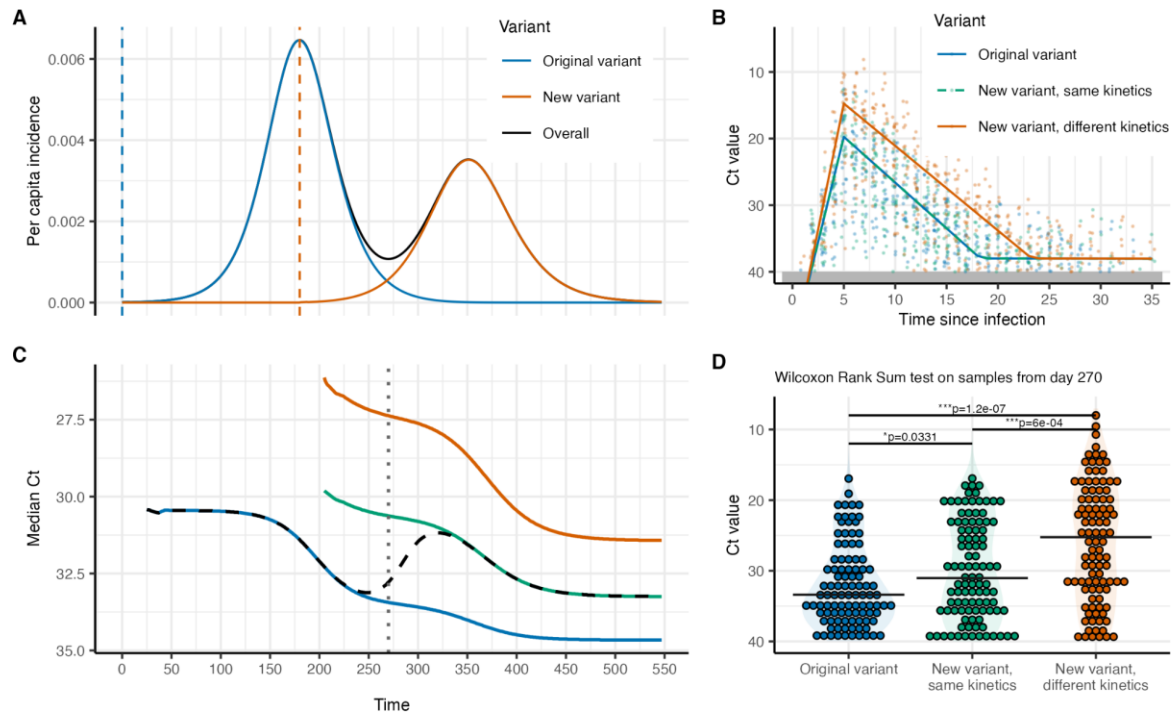 A
Per capita incidence
0.006
0.004
0.002
0.000
Variant
Original variant
New variant
Overall
B
Ct value
10
20
30
40
Variant
Original variant
New variant, same kinetics
New variant, different kinetics
0 5 10 15 20 25 30 35
Time since infection
C
Median Ct
27.5
30.0
32.5
35.0
0 50 100 150 200 250 300 350 400 450 500 550
Time
D
Wilcoxon Rank Sum test on samples from day 270
***p=1.2e-07
***p=6e-04
*p=0.0331
Ct value
10
20
30
40
Original variant
New variant,
same kinetics
New variant,
different kinetics